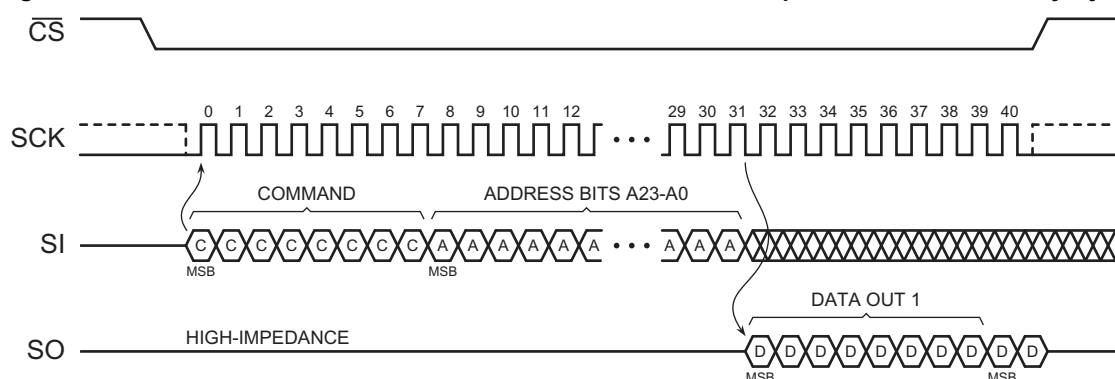 CS
0 1 2 3 4 5 6 7 8 9 10 11 12 29 30 31 32 33 34 35 36 37 38 39 40
SCK
COMMAND ADDRESS BITS A23-A0
SI C C C C C C C C A A A A A A • • • A A A
MSB MSB
DATA OUT 1
HIGH-IMPEDANCE
SO D D D D D D D D D D
MSB MSB